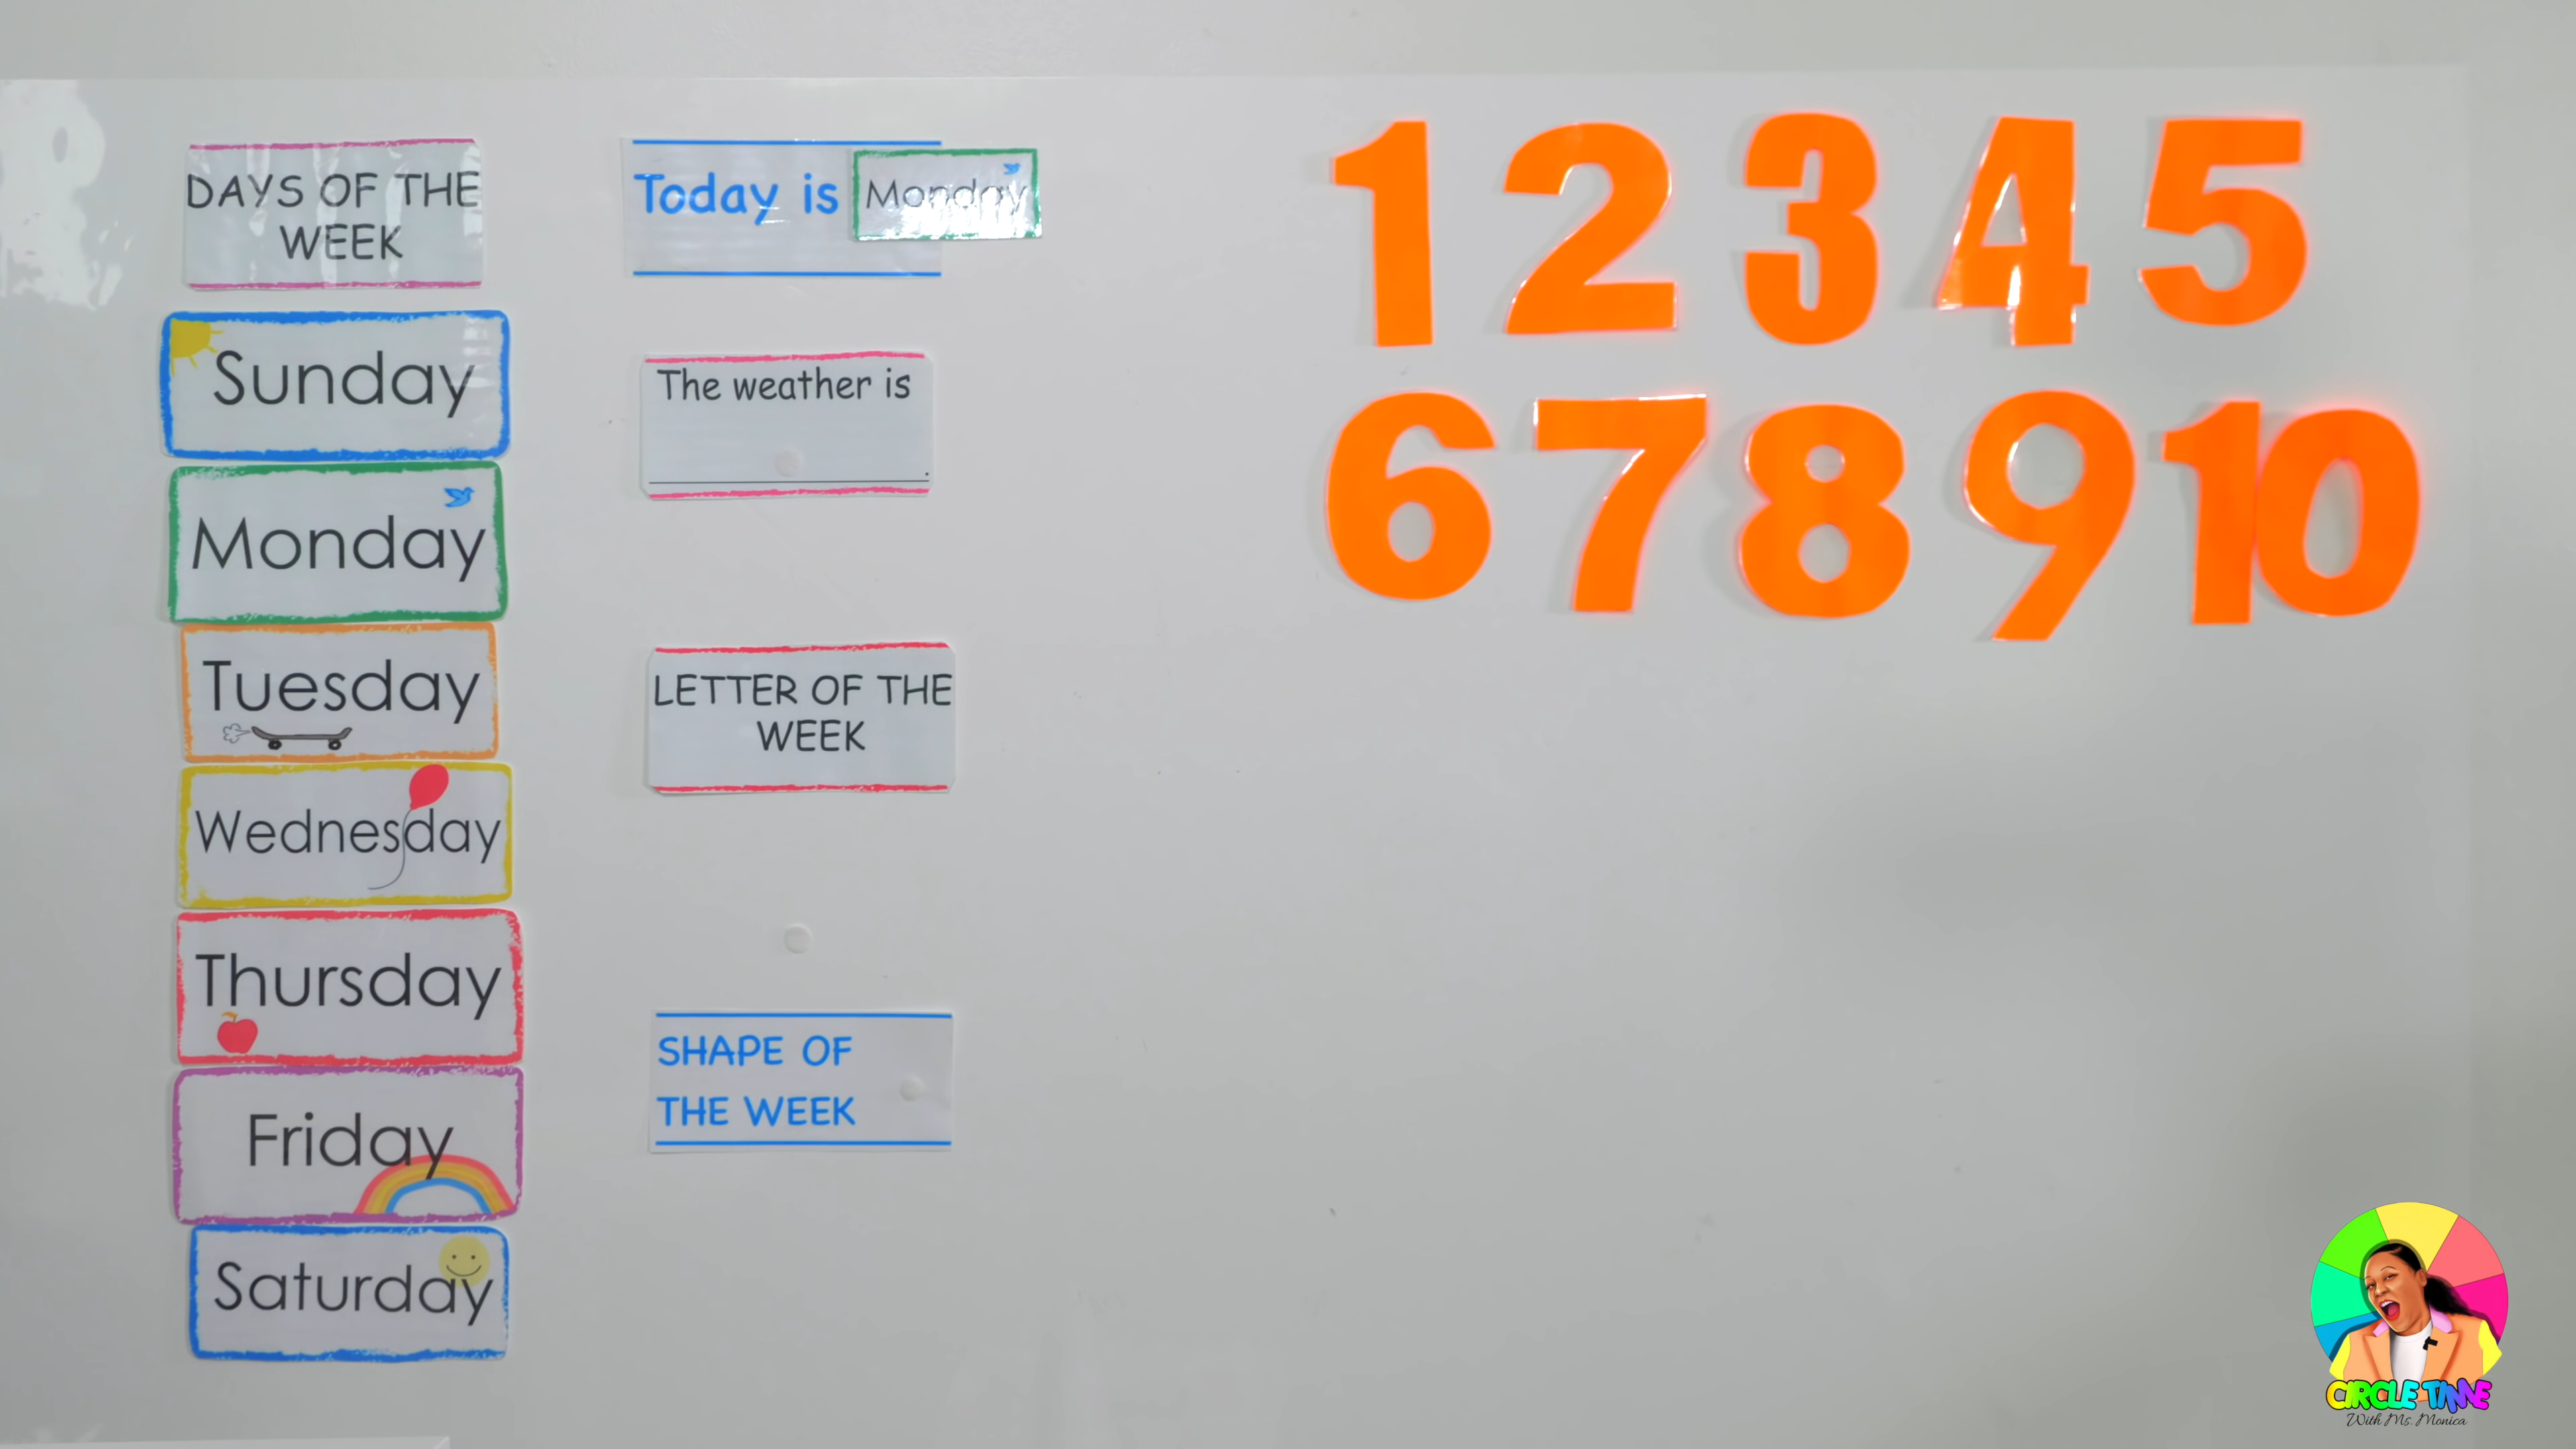 DAYS OF THE
WEEK
Sunday
Monday
Tuesday
Wednesday
Thursday
Friday
Saturday
Today is Monday
The weather is
.
LETTER OF THE
WEEK
SHAPE OF
THE WEEK
1 2 3 4 5
6 7 8 9 10
CIRCLE TIME
With Ms. Monica